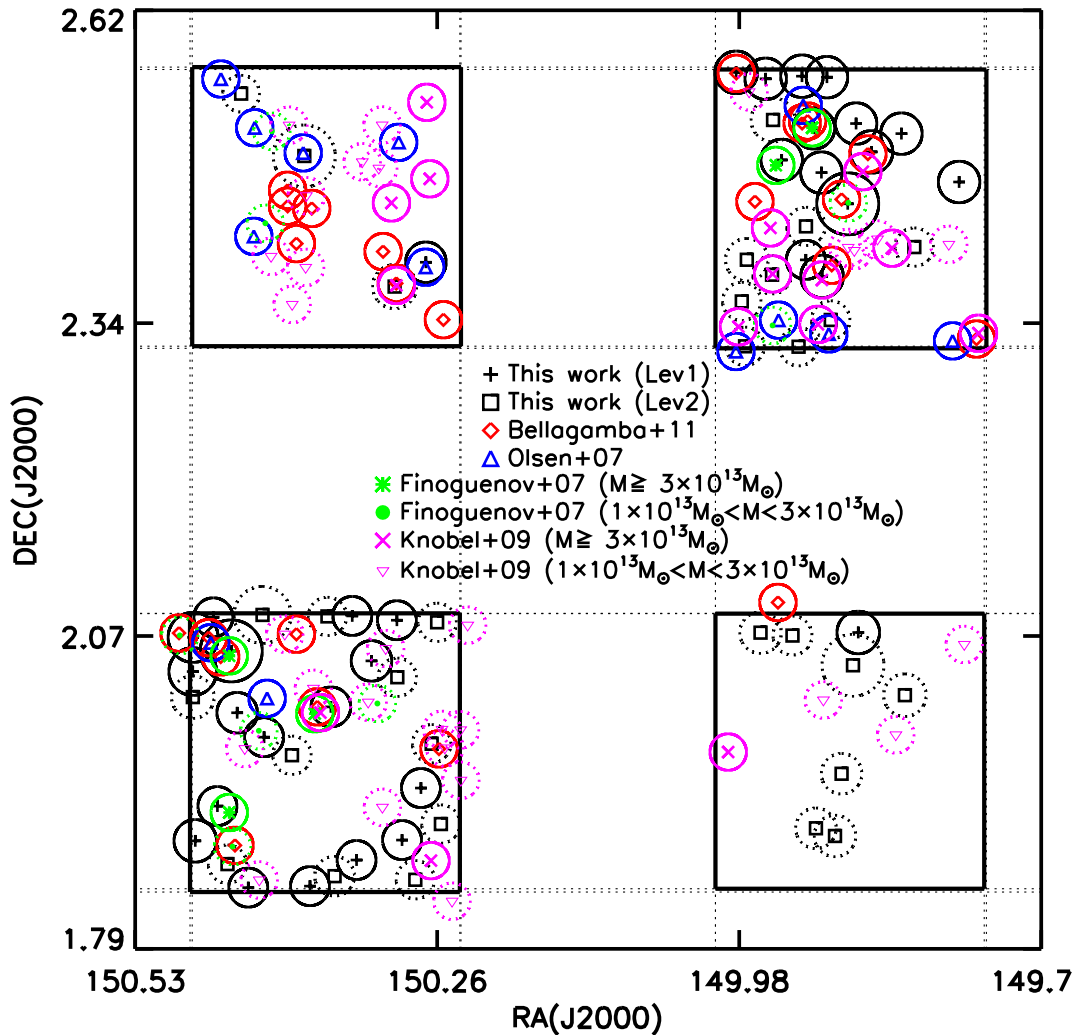 2.62
2.34
2.07
1.79
DEC(J2000)
This work (Lev1)
This work (Lev2)
Bellagamba+11
Olsen+07
Finoguenov+07 (M≧ 3×10¹³M⊙)
Finoguenov+07 (1×10¹³M⊙<M<3×10¹³M⊙)
Knobel+09 (M≧ 3×10¹³M⊙)
Knobel+09 (1×10¹³M⊙<M<3×10¹³M⊙)
150.53 150.26 149.98 149.7
RA(J2000)